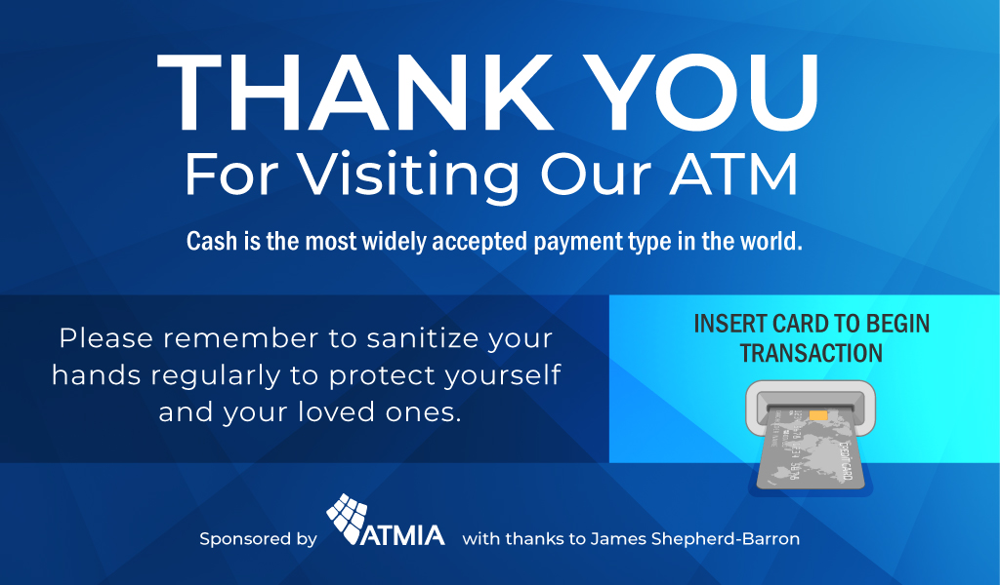 THANK YOU
For Visiting Our ATM
Cash is the most widely accepted payment type in the world.
Please remember to sanitize your
hands regularly to protect yourself
and your loved ones.
INSERT CARD TO BEGIN
TRANSACTION
CREDIT CARD
Sponsored by ATMIA with thanks to James Shepherd-Barron